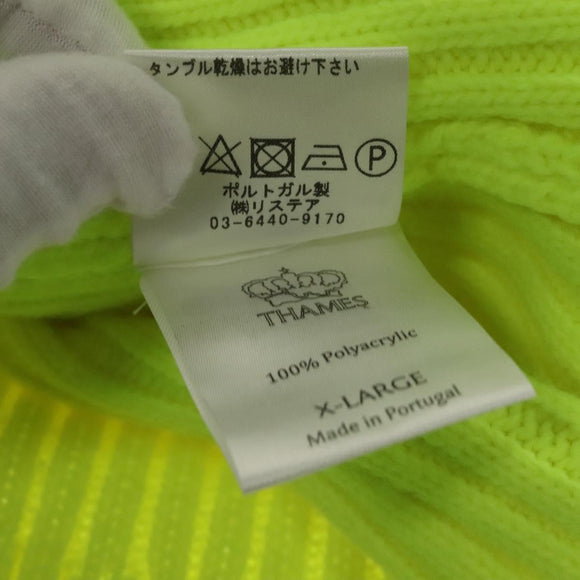 タンブル乾燥はお避け下さい
P
ポルトガル製
㈱リステア
03-6440-9170
THAMES
100% Polyacrylic
X-LARGE
Made in Portugal